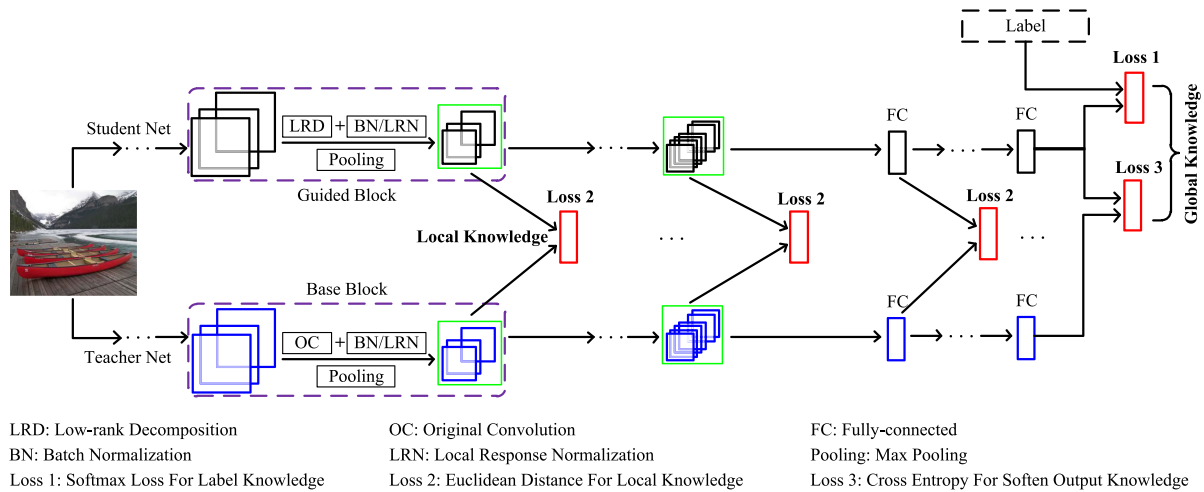 Label
Loss 1
Student Net
LRD + BN/LRN
Pooling
Guided Block
FC
FC
Loss 3
Global Knowledge
Loss 2
Loss 2
Loss 2
Local Knowledge
. . .
. . .
Base Block
FC
FC
Teacher Net
OC + BN/LRN
Pooling
LRD: Low-rank Decomposition
OC: Original Convolution
FC: Fully-connected
BN: Batch Normalization
LRN: Local Response Normalization
Pooling: Max Pooling
Loss 1: Softmax Loss For Label Knowledge
Loss 2: Euclidean Distance For Local Knowledge
Loss 3: Cross Entropy For Soften Output Knowledge